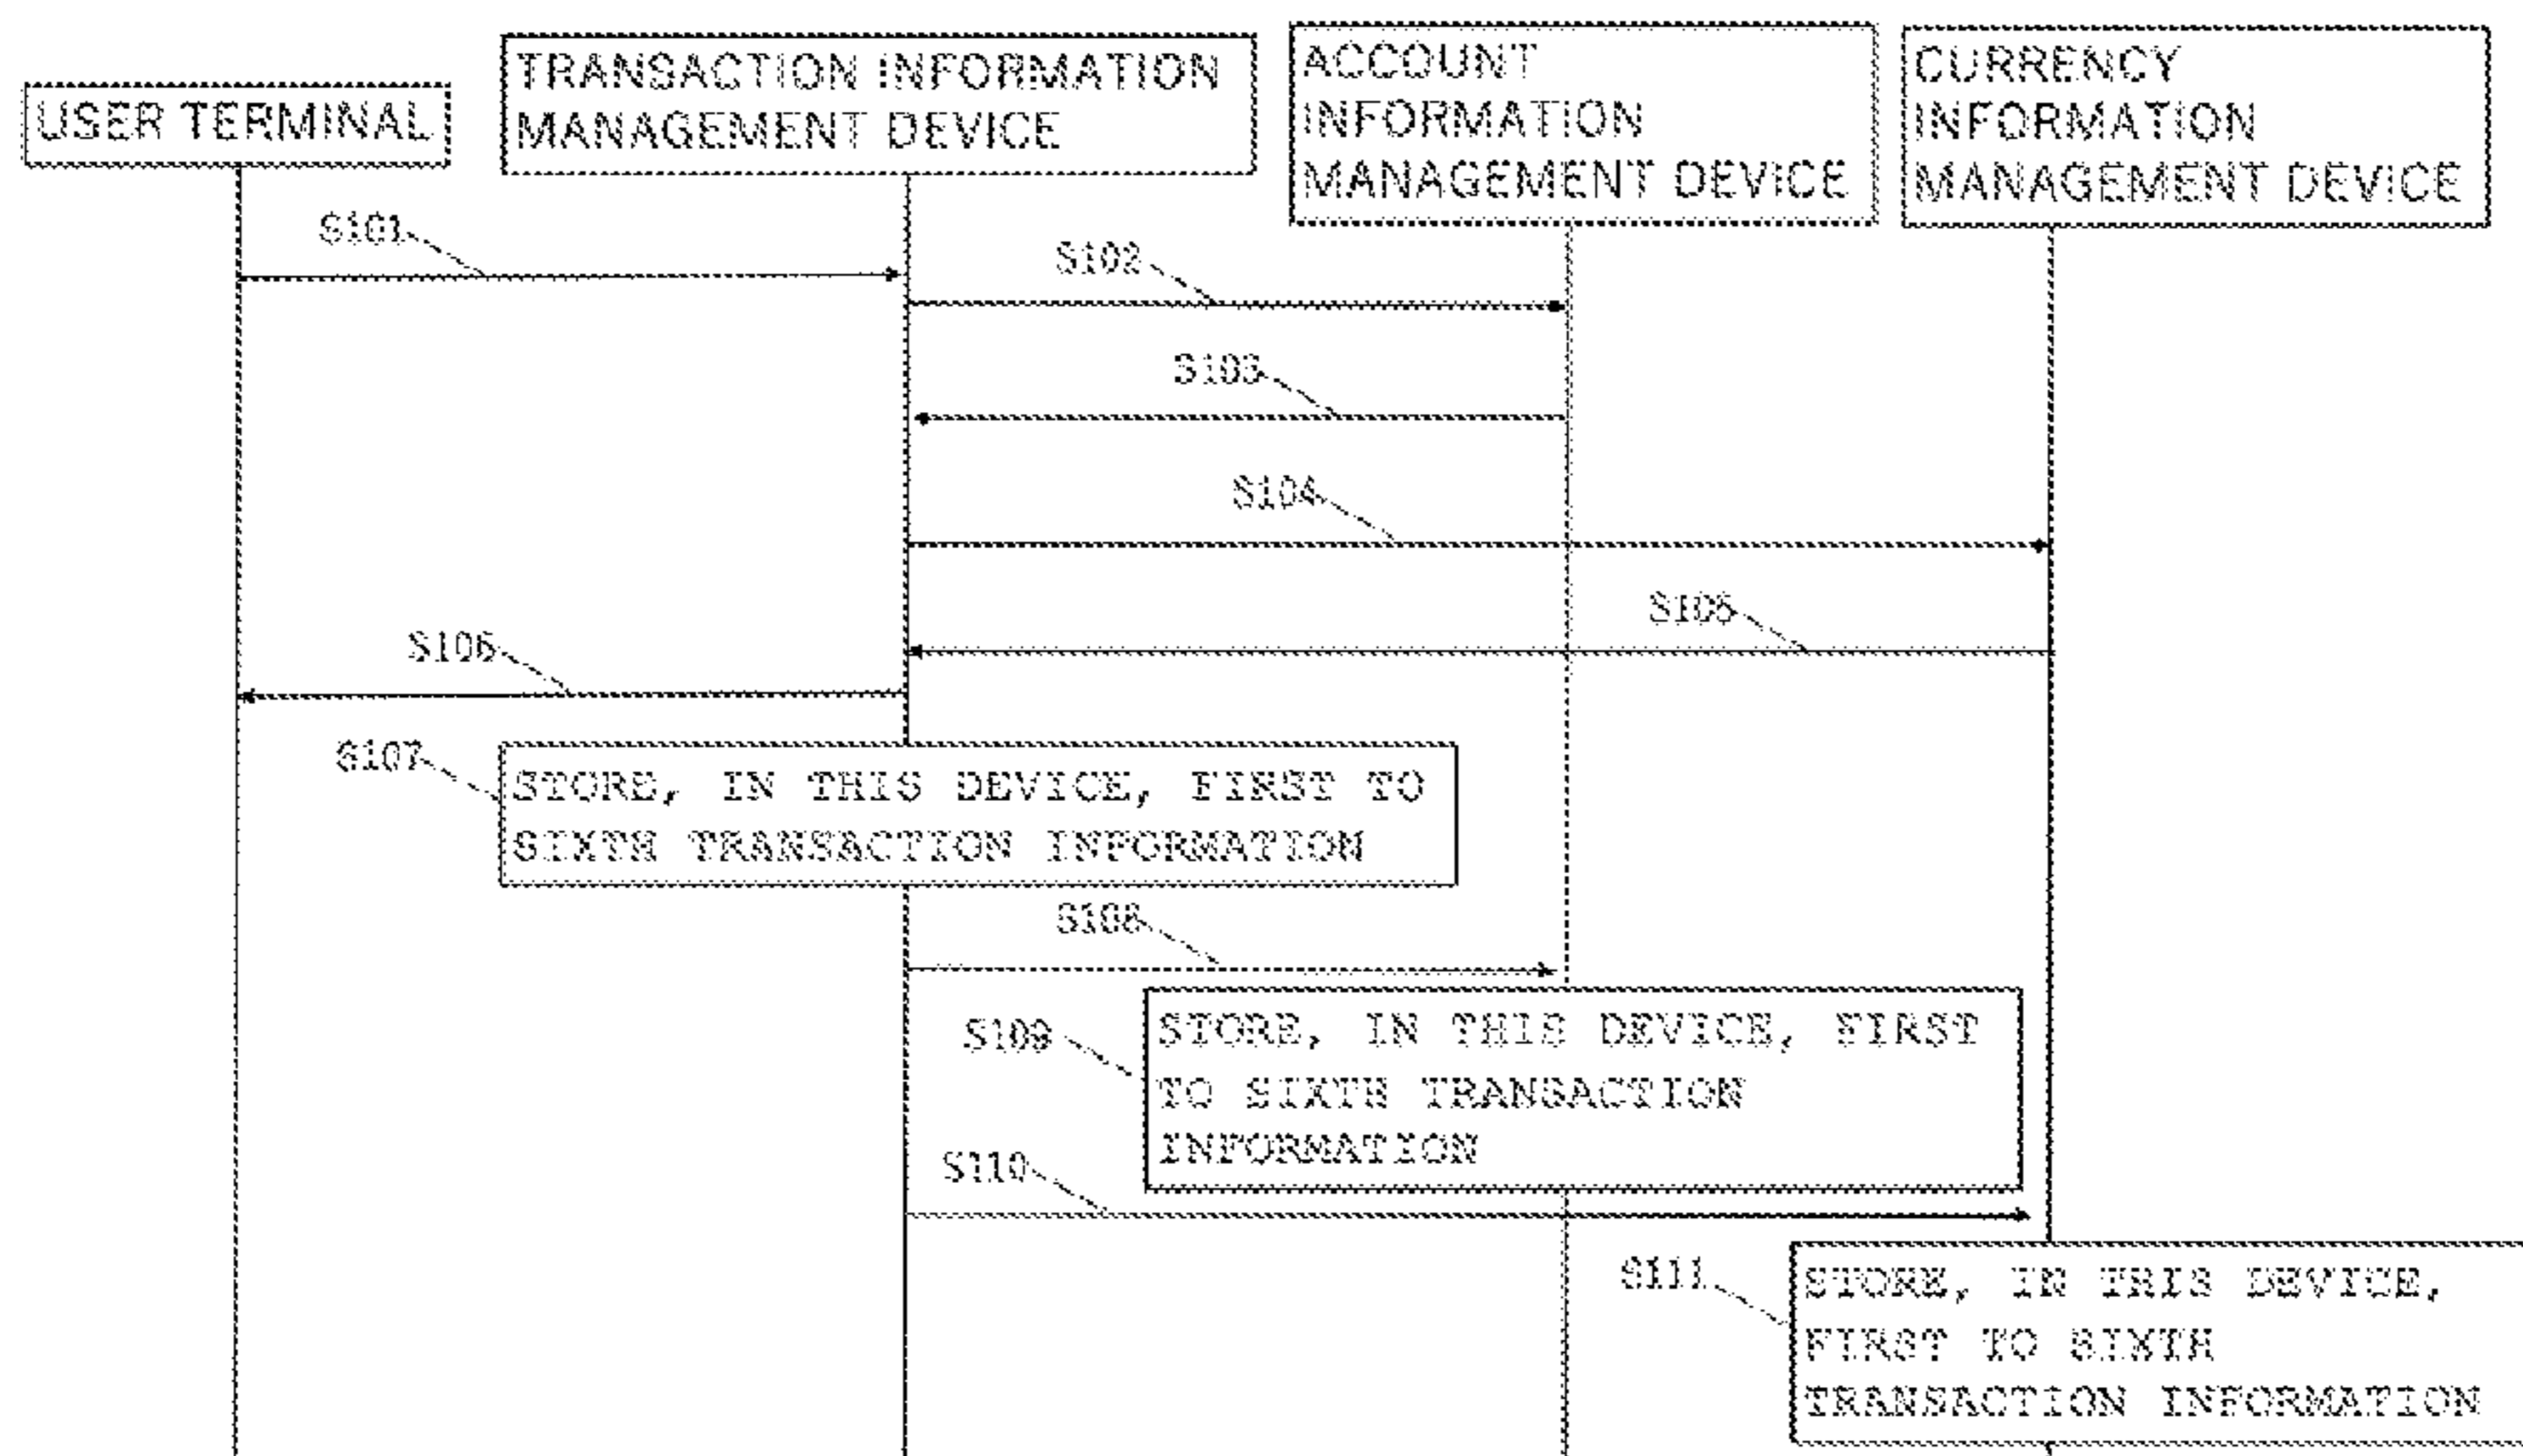 USER TERMINAL
TRANSACTION INFORMATION
MANAGEMENT DEVICE
ACCOUNT
INFORMATION
MANAGEMENT DEVICE
CURRENCY
INFORMATION
MANAGEMENT DEVICE
S101
S102
S103
S104
S105
S106
S107
STORE, IN THIS DEVICE, FIRST TO
SIXTH TRANSACTION INFORMATION
S108
S109
STORE, IN THIS DEVICE, FIRST
TO SIXTH TRANSACTION
INFORMATION
S110
S111
STORE, IN THIS DEVICE,
FIRST TO SIXTH
TRANSACTION INFORMATION